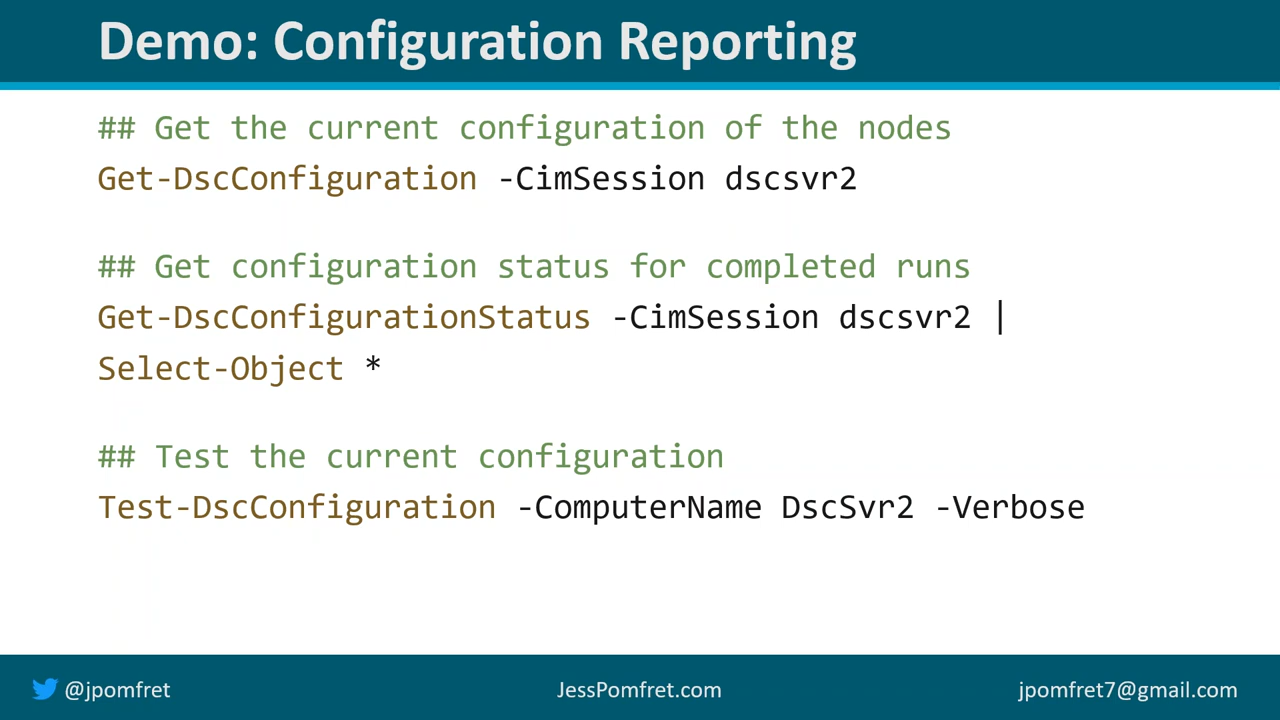 Demo: Configuration Reporting
## Get the current configuration of the nodes
Get-DscConfiguration -CimSession dscsvr2
## Get configuration status for completed runs
Get-DscConfigurationStatus -CimSession dscsvr2 |
Select-Object *
## Test the current configuration
Test-DscConfiguration -ComputerName DscSvr2 -Verbose
@jpomfret
JessPomfret.com
jpomfret7@gmail.com